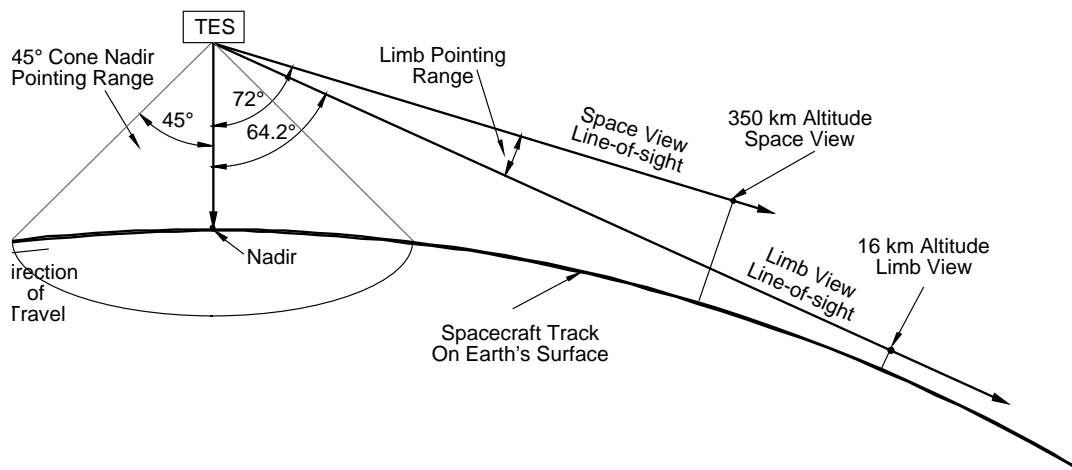 TES
45° Cone Nadir
Pointing Range
Limb Pointing
Range
72°
45°
64.2°
Space View
Line-of-sight
350 km Altitude
Space View
Nadir
irection
of
Travel
Limb View
Line-of-sight
16 km Altitude
Limb View
Spacecraft Track
On Earth's Surface